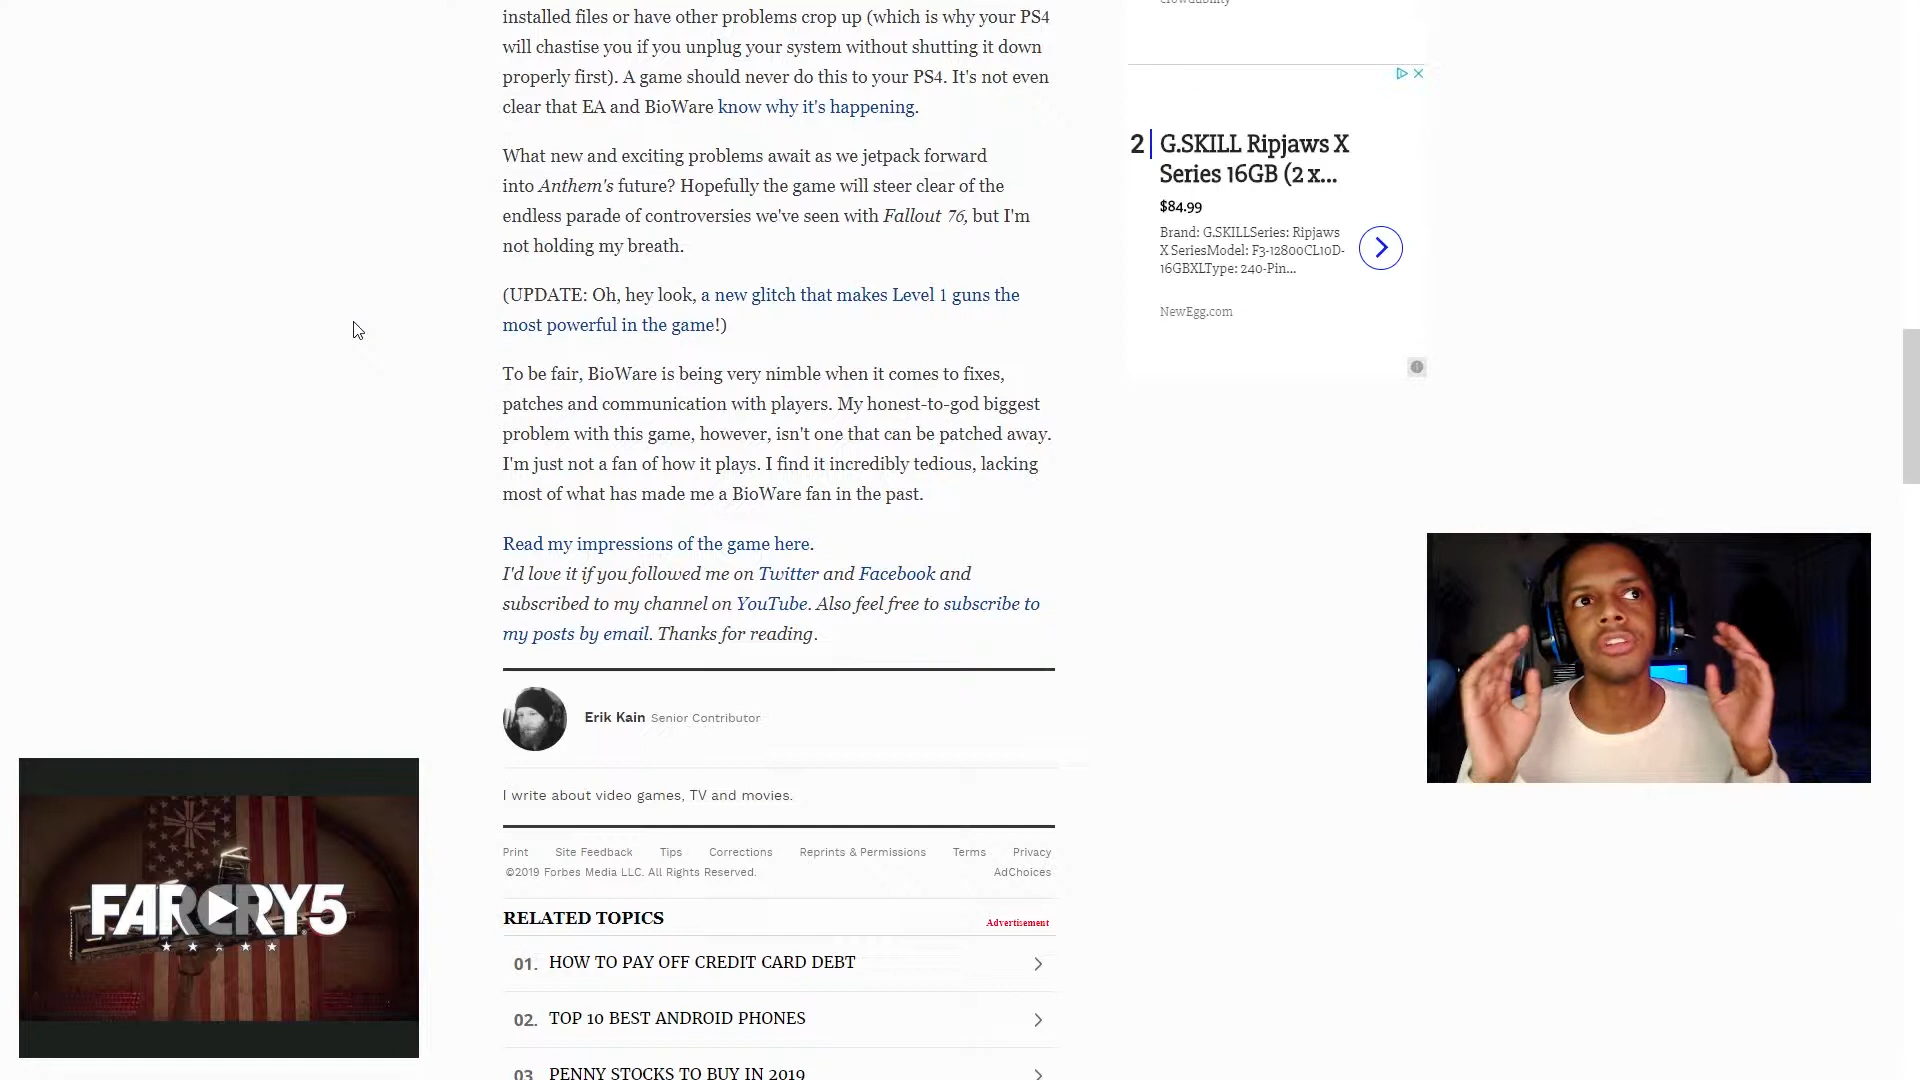 installed files or have other problems crop up (which is why your PS4
will chastise you if you unplug your system without shutting it down
properly first). A game should never do this to your PS4. It's not even
clear that EA and BioWare know why it's happening.
What new and exciting problems await as we jetpack forward
into Anthem's future? Hopefully the game will steer clear of the
endless parade of controversies we've seen with Fallout 76, but I'm
not holding my breath.
(UPDATE: Oh, hey look, a new glitch that makes Level 1 guns the
most powerful in the game!)
To be fair, BioWare is being very nimble when it comes to fixes,
patches and communication with players. My honest-to-god biggest
problem with this game, however, isn't one that can be patched away.
I'm just not a fan of how it plays. I find it incredibly tedious, lacking
most of what has made me a BioWare fan in the past.
Read my impressions of the game here.
I'd love it if you followed me on Twitter and Facebook and
subscribed to my channel on YouTube. Also feel free to subscribe to
my posts by email. Thanks for reading.
Erik Kain Senior Contributor
I write about video games, TV and movies.
Print Site Feedback Tips Corrections Reprints & Permissions Terms Privacy
©2019 Forbes Media LLC. All Rights Reserved. AdChoices
RELATED TOPICS Advertisement
01. HOW TO PAY OFF CREDIT CARD DEBT
02. TOP 10 BEST ANDROID PHONES
03. PENNY STOCKS TO BUY IN 2019
2 G.SKILL Ripjaws X
Series 16GB (2 x...
$84.99
Brand: G.SKILLSeries: Ripjaws
X SeriesModel: F3-12800CL10D-
16GBXLType: 240-Pin...
NewEgg.com
FARCRY5